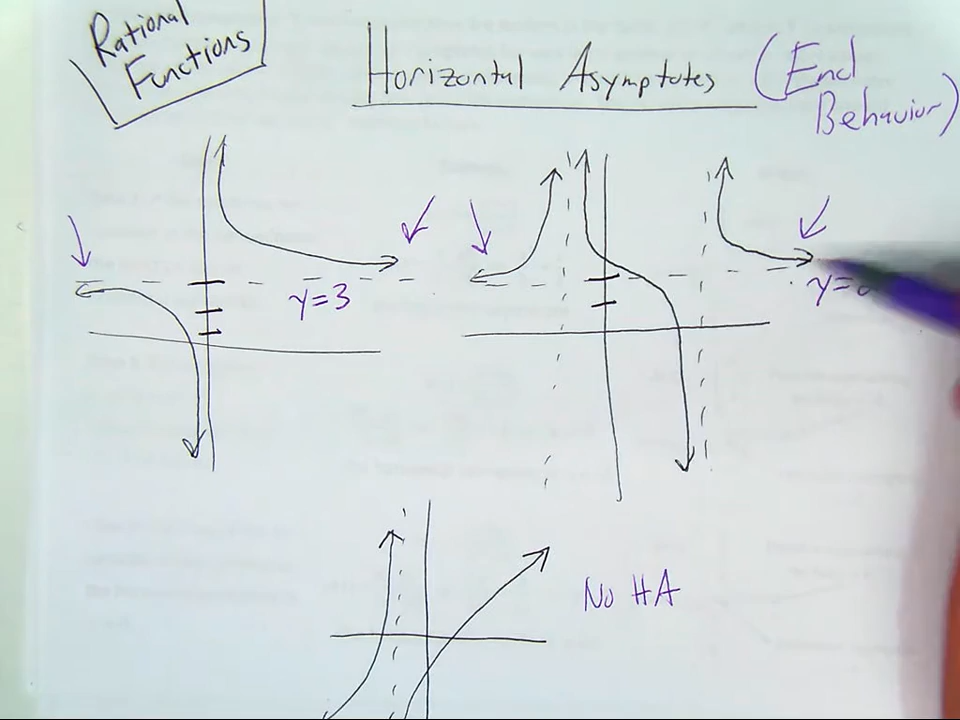 Rational
Functions
Horizontal Asymptotes
(End
Behavior)
y=3
y=
No HA